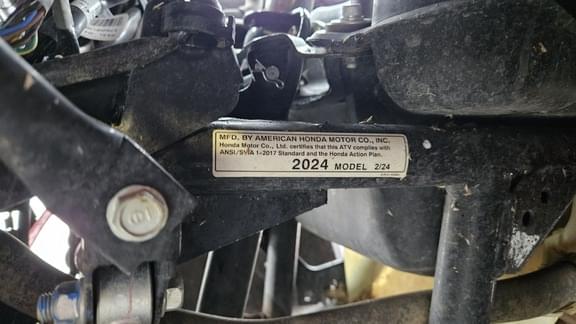 MFD. BY AMERICAN HONDA MOTOR CO., INC.
Honda Motor Co., Ltd. certifies that this ATV complies with
ANSI/SVIA 1-2017 Standard and the Honda Action Plan.
2024 MODEL 2/24